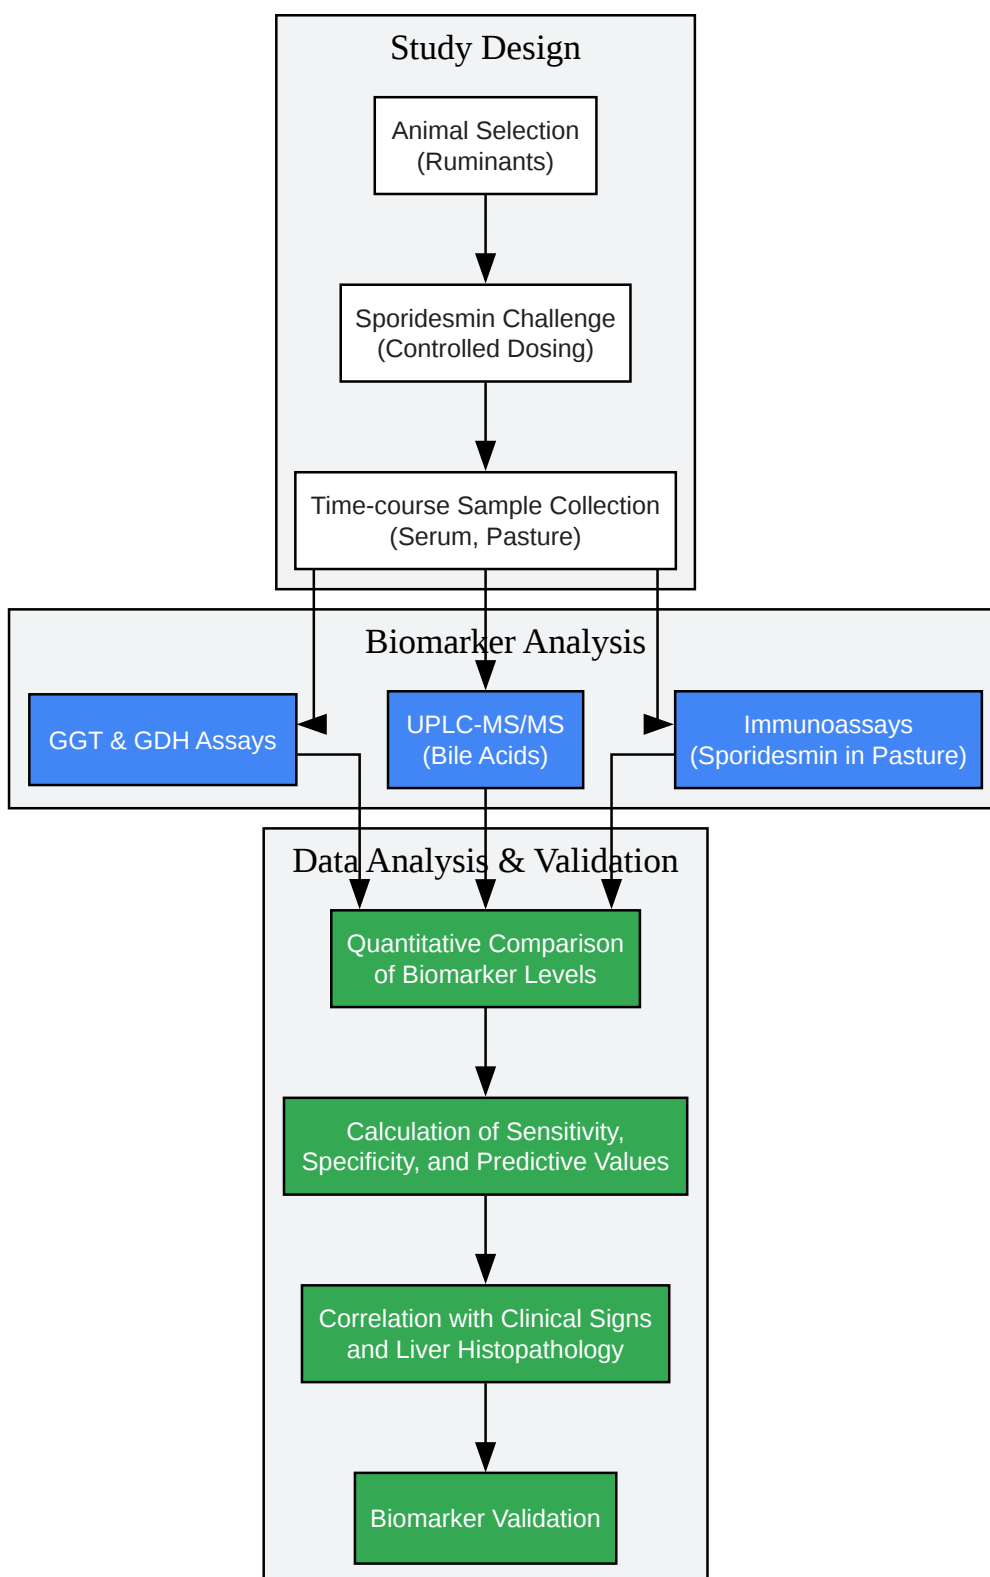 Study Design
Animal Selection
(Ruminants)
Sporidesmin Challenge
(Controlled Dosing)
Time-course Sample Collection
(Serum, Pasture)
Biomarker Analysis
GGT & GDH Assays
UPLC-MS/MS
(Bile Acids)
Immunoassays
(Sporidesmin in Pasture)
Data Analysis & Validation
Quantitative Comparison
of Biomarker Levels
Calculation of Sensitivity,
Specificity, and Predictive Values
Correlation with Clinical Signs
and Liver Histopathology
Biomarker Validation